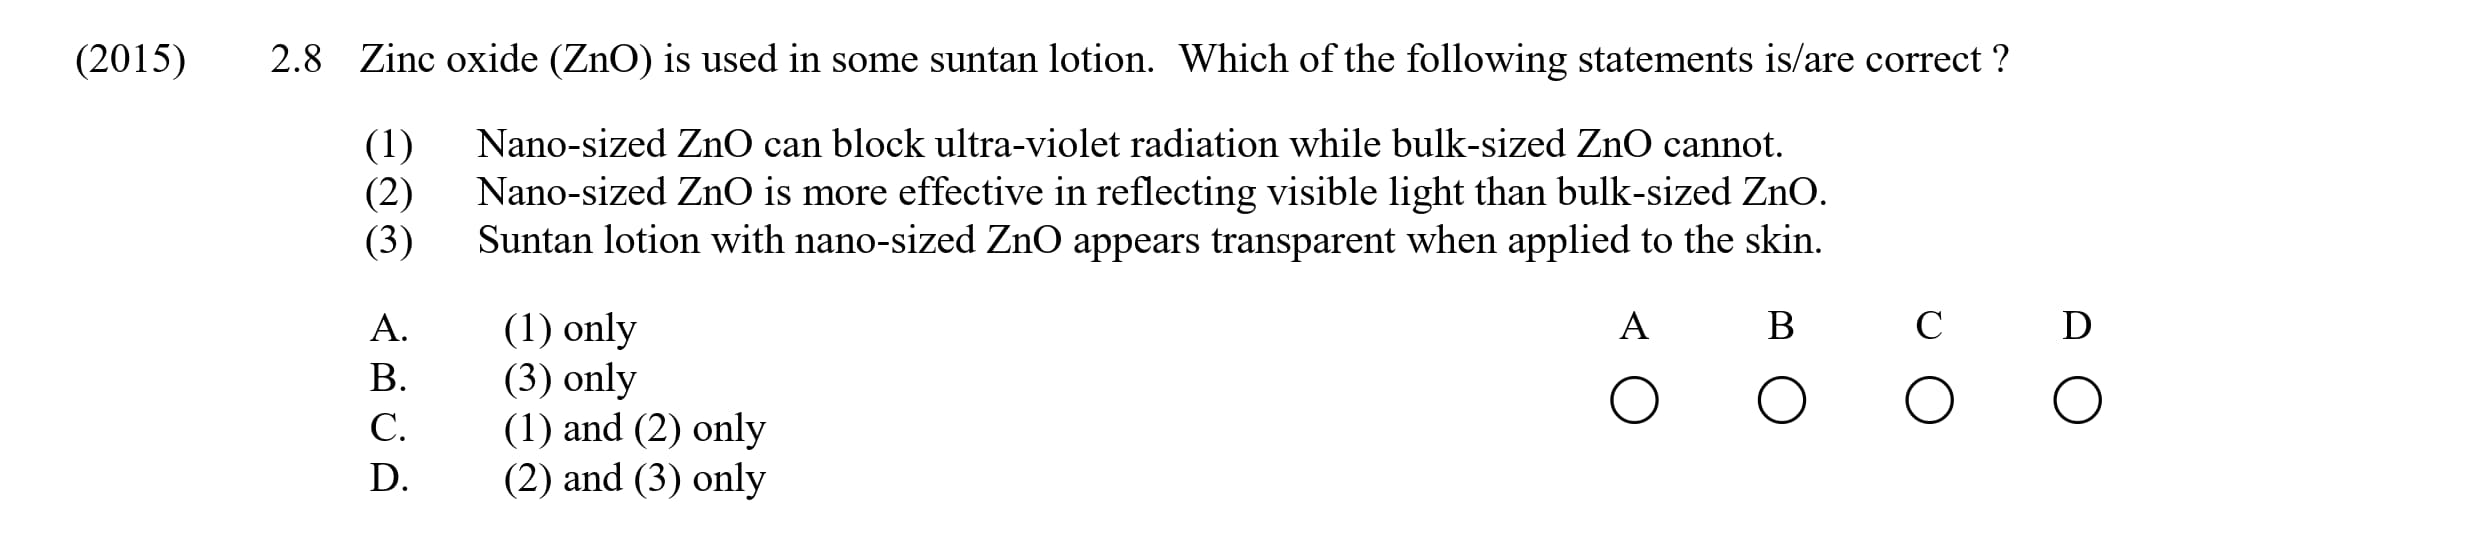 (2015) 2.8 Zinc oxide (ZnO) is used in some suntan lotion. Which of the following statements is/are correct ?
(1) Nano-sized ZnO can block ultra-violet radiation while bulk-sized ZnO cannot.
(2) Nano-sized ZnO is more effective in reflecting visible light than bulk-sized ZnO.
(3) Suntan lotion with nano-sized ZnO appears transparent when applied to the skin.
A. (1) only A B C D
B. (3) only
C. (1) and (2) only
D. (2) and (3) only